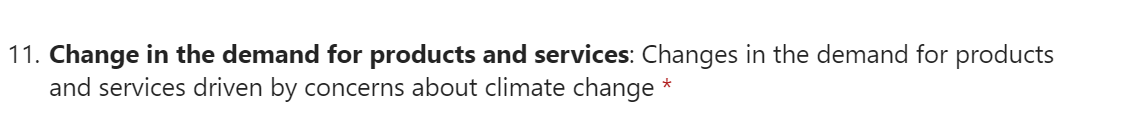 11. Change in the demand for products and services: Changes in the demand for products
and services driven by concerns about climate change *